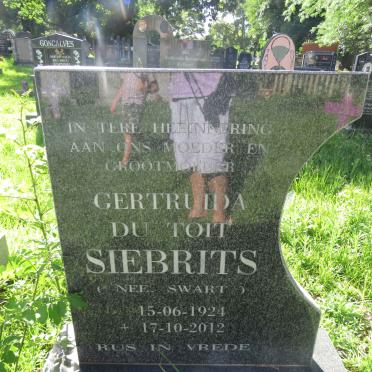 GONSALVES
IN TERE HERINNERING
AAN ONS MOEDER EN
GROOTMOEDER
GERTRUIDA
DU TOIT
SIEBRITS
( NEE. SWART )
15-06-1924
+ 17-10-2012
RUS IN VREDE